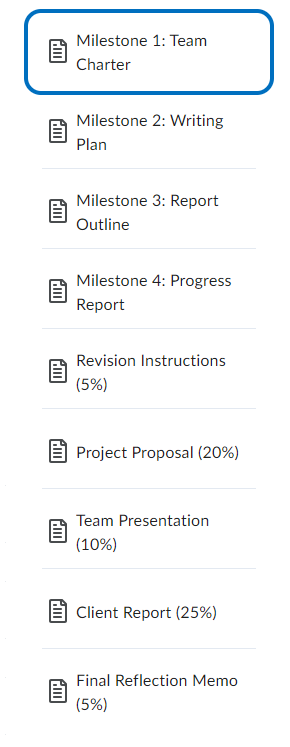 Milestone 1: Team
Charter
Milestone 2: Writing
Plan
Milestone 3: Report
Outline
Milestone 4: Progress
Report
Revision Instructions
(5%)
Project Proposal (20%)
Team Presentation
(10%)
Client Report (25%)
Final Reflection Memo
(5%)